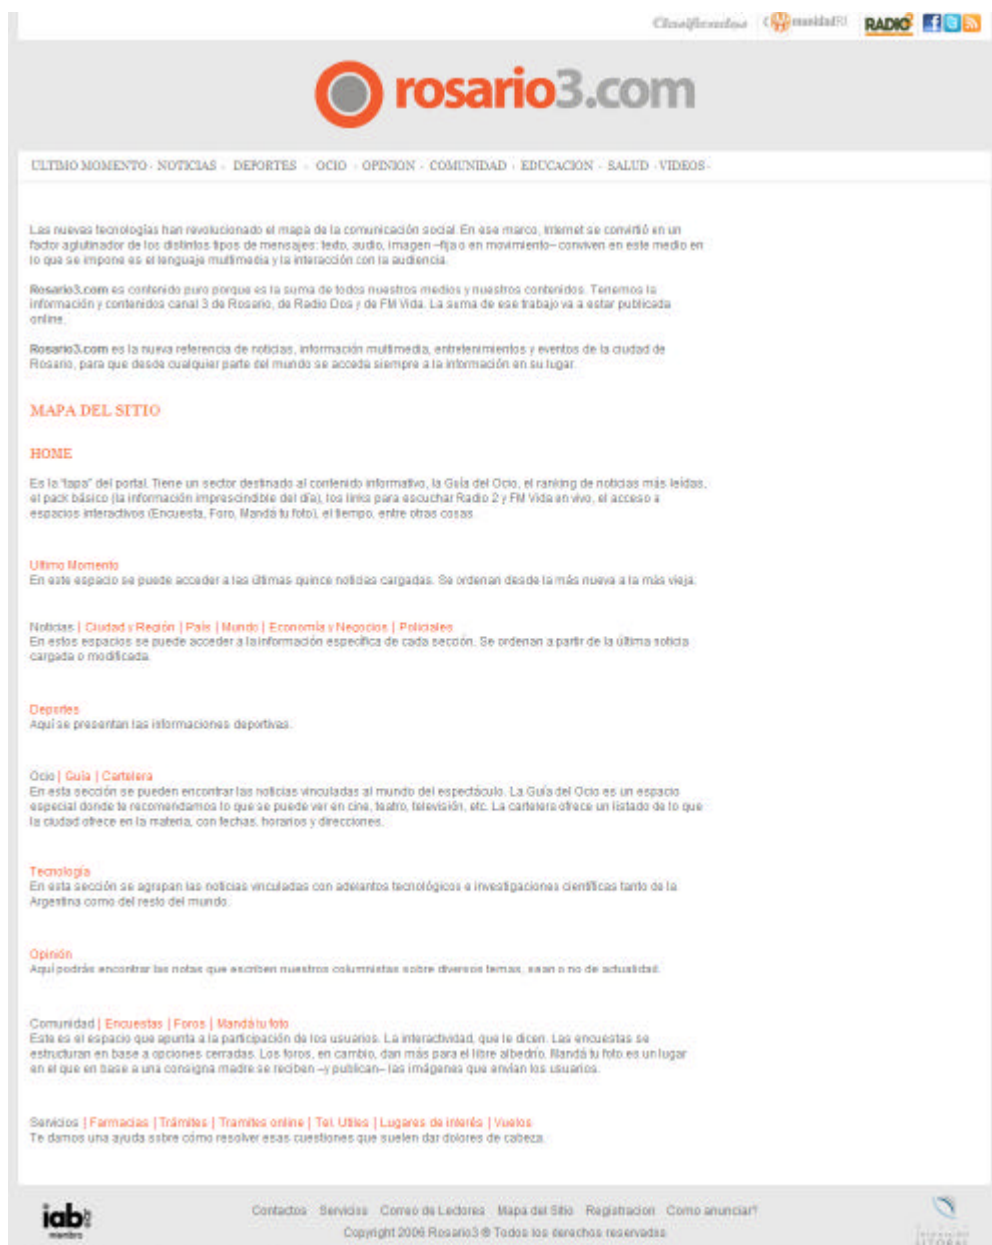 Clasificados
RADIO 2
rosario3.com
ULTIMO MOMENTO · NOTICIAS · DEPORTES · OCIO · OPINION · COMUNIDAD · EDUCACION · SALUD · VIDEOS ·
Las nuevas tecnologías han revolucionado el mapa de la comunicación social. En ese marco, Internet se convirtió en un
factor aglutinador de los distintos tipos de mensajes: texto, audio, imagen –fija o en movimiento– conviven en este medio en
lo que se impone es el lenguaje multimedia y la interacción con la audiencia.
Rosario3.com es contenido puro porque es la suma de todos nuestros medios y nuestros contenidos. Tenemos la
información y contenidos canal 3 de Rosario, de Radio Dos y de FM Vida. La suma de ese trabajo va a estar publicada
online.
Rosario3.com es la nueva referencia de noticias, información multimedia, entretenimientos y eventos de la ciudad de
Rosario, para que desde cualquier parte del mundo se acceda siempre a la información en su lugar.
MAPA DEL SITIO
HOME
Es la "tapa" del portal. Tiene un sector destinado al contenido informativo, la Guía del Ocio, el ranking de noticias más leídas,
el pack básico (la información imprescindible del día), los links para escuchar Radio 2 y FM Vida en vivo, el acceso a
espacios interactivos (Encuesta, Foro, Mandá tu foto), el tiempo, entre otras cosas.
Ultimo Momento
En este espacio se puede acceder a las últimas quince noticias cargadas. Se ordenan desde la más nueva a la más vieja.
Noticias | Ciudad y Región | País | Mundo | Economía y Negocios | Policiales
En estos espacios se puede acceder a la información específica de cada sección. Se ordenan a partir de la última noticia
cargada o modificada.
Deportes
Aquí se presentan las informaciones deportivas.
Ocio | Guía | Cartelera
En esta sección se pueden encontrar las noticias vinculadas al mundo del espectáculo. La Guía del Ocio es un espacio
especial donde te recomendamos lo que se puede ver en cine, teatro, televisión, etc. La cartelera ofrece un listado de lo que
la ciudad ofrece en la materia, con fechas, horarios y direcciones.
Tecnología
En esta sección se agrupan las noticias vinculadas con adelantos tecnológicos e investigaciones científicas tanto de la
Argentina como del resto del mundo.
Opinión
Aquí podrás encontrar las notas que escriben nuestros columnistas sobre diversos temas, sean o no de actualidad.
Comunidad | Encuestas | Foros | Mandá tu foto
Este es el espacio que apunta a la participación de los usuarios. La interactividad, que le dicen. Las encuestas se
estructuran en base a opciones cerradas. Los foros, en cambio, dan más para el libre albedrío. Mandá tu foto es un lugar
en el que en base a una consigna madre se reciben –y publican– las imágenes que envían los usuarios.
Servicios | Farmacias | Trámites | Tramites online | Tel. Utiles | Lugares de interés | Vuelos
Te damos una ayuda sobre cómo resolver esas cuestiones que suelen dar dolores de cabeza.
iab
miembro
Contactos Servicios Correo de Lectores Mapa del Sitio Registracion Como anunciar?
Copyright 2006 Rosario3 ® Todos los derechos reservados
LITORAL